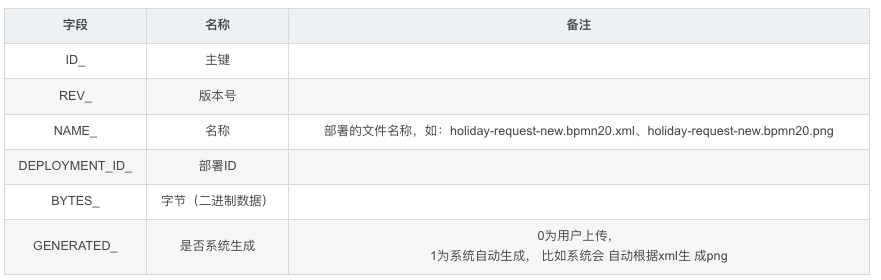 字段 名称 备注
ID_ 主键
REV_ 版本号
NAME_ 名称 部署的文件名称，如：holiday-request-new.bpmn20.xml、holiday-request-new.bpmn20.png
DEPLOYMENT_ID_ 部署ID
BYTES_ 字节（二进制数据）
GENERATED_ 是否系统生成 0为用户上传，
1为系统自动生成， 比如系统会 自动根据xml生 成png